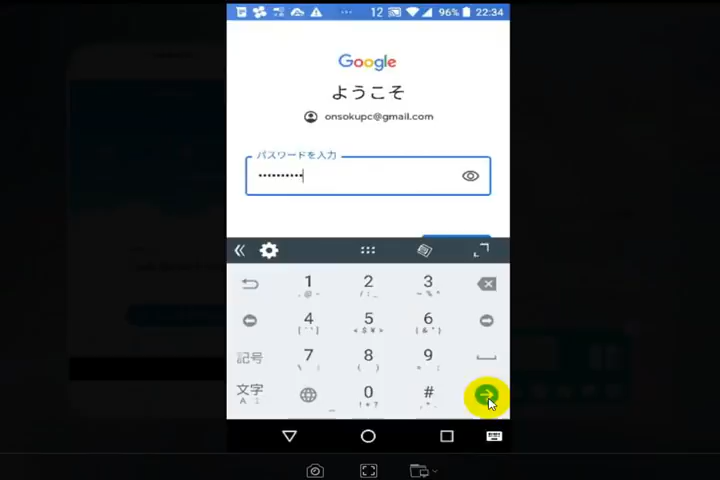 12 96% 22:34
Google
ようこそ
onsokupc@gmail.com
パスワードを入力
••••••••••
1 2 3
4 5 6
記号 7 8 9
文字 0 #